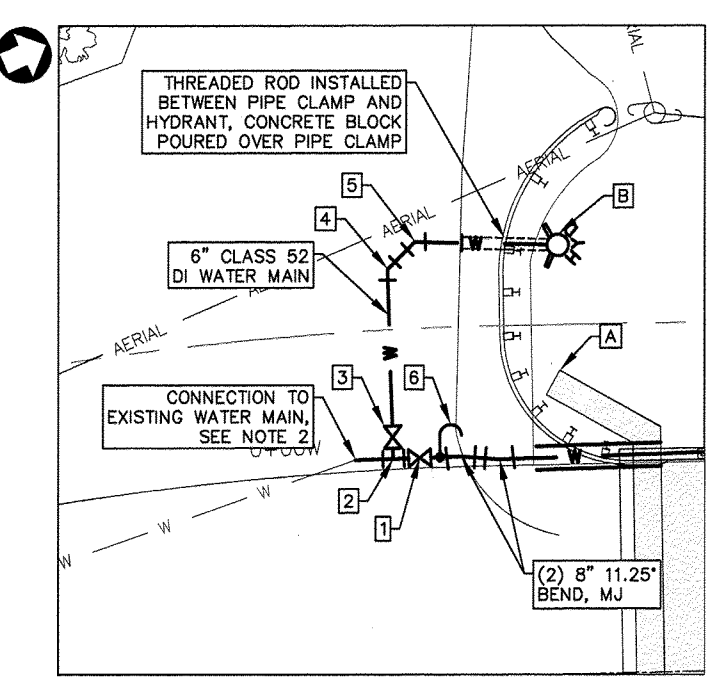 THREADED ROD INSTALLED
BETWEEN PIPE CLAMP AND
HYDRANT, CONCRETE BLOCK
POURED OVER PIPE CLAMP
AERIAL
AERIAL
5
B
4
W
6" CLASS 52
DI WATER MAIN
AERIAL
W
A
3
6
CONNECTION TO
EXISTING WATER MAIN,
SEE NOTE 2
W
2
1
W
W
W
(2) 8" 11.25°
BEND, MJ